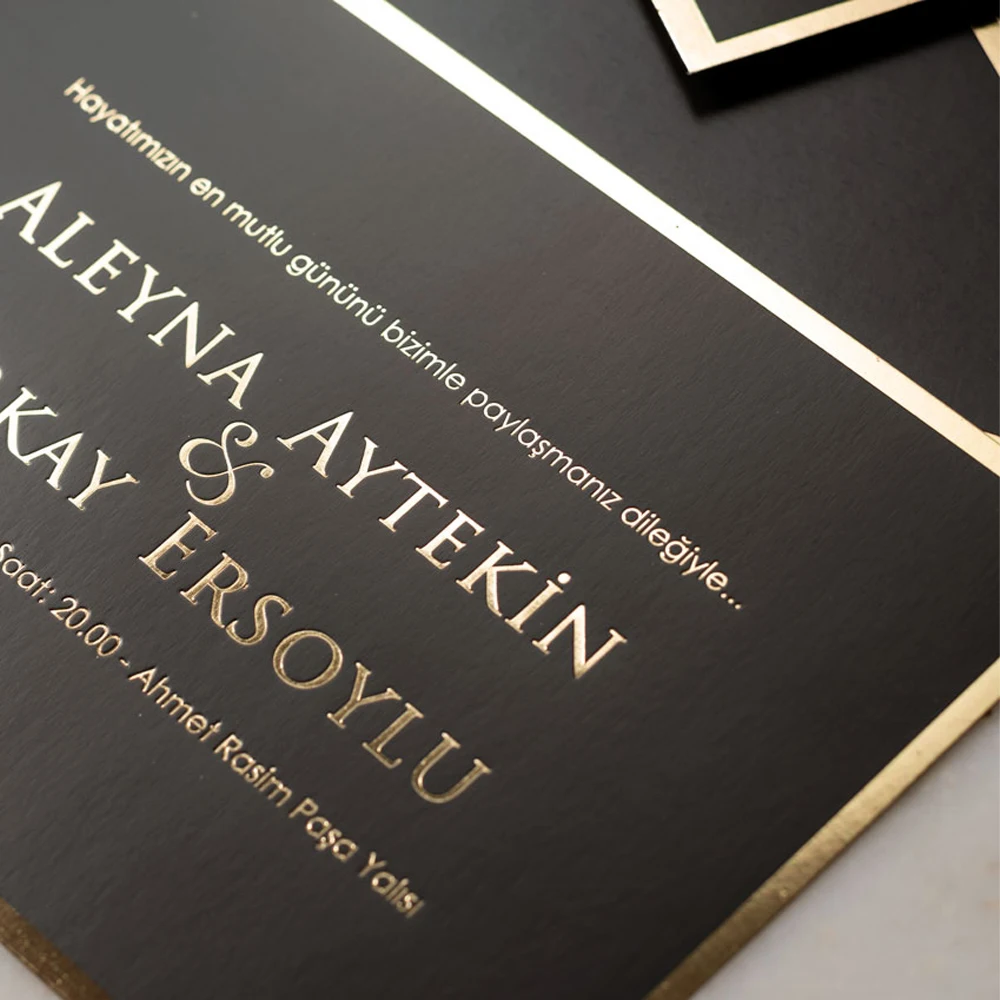 Hayatımızın en mutlu gününü bizimle paylaşmanız dileğiyle...
ALEYNA AYTEKİN
&
KAY ERSOYLU
Saat: 20.00 - Ahmet Rasim Paşa Yalısı